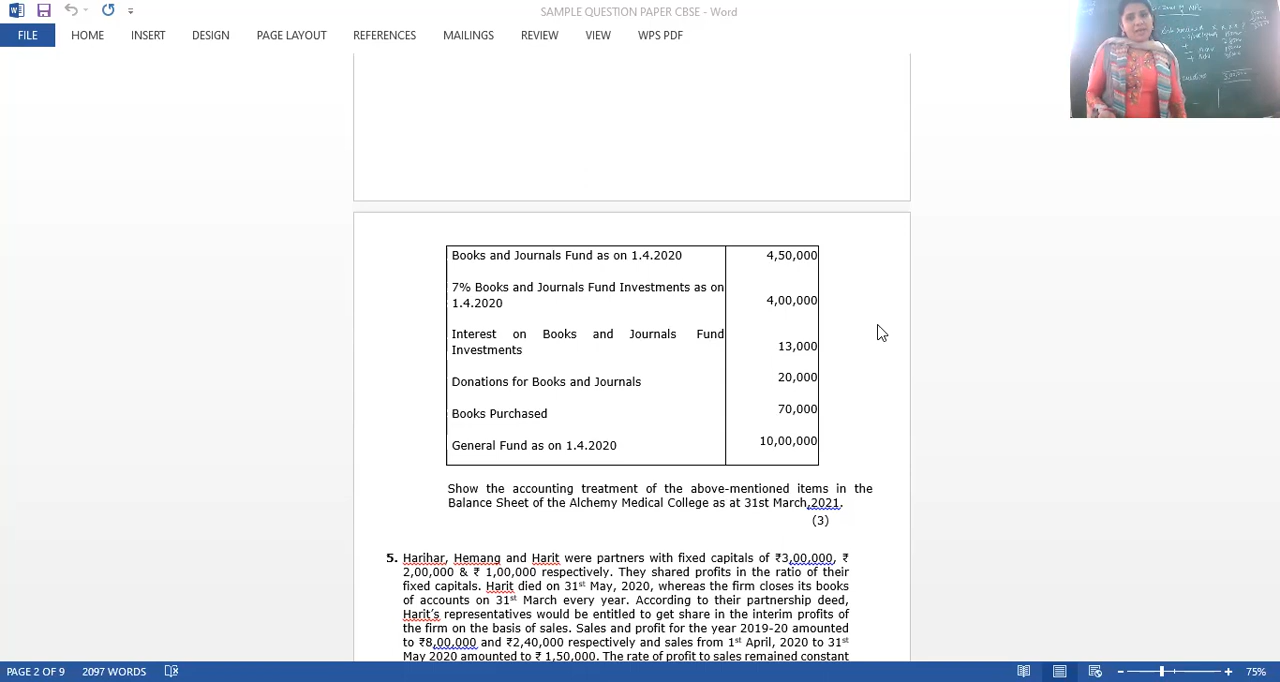 SAMPLE QUESTION PAPER CBSE - Word
FILE HOME INSERT DESIGN PAGE LAYOUT REFERENCES MAILINGS REVIEW VIEW WPS PDF
Books and Journals Fund as on 1.4.2020 4,50,000
7% Books and Journals Fund Investments as on
1.4.2020 4,00,000
Interest on Books and Journals Fund
Investments 13,000
Donations for Books and Journals 20,000
Books Purchased 70,000
General Fund as on 1.4.2020 10,00,000
Show the accounting treatment of the above-mentioned items in the
Balance Sheet of the Alchemy Medical College as at 31st March,2021.
(3)
5. Harihar, Hemang and Harit were partners with fixed capitals of ₹3,00,000, ₹
2,00,000 & ₹ 1,00,000 respectively. They shared profits in the ratio of their
fixed capitals. Harit died on 31st May, 2020, whereas the firm closes its books
of accounts on 31st March every year. According to their partnership deed,
Harit's representatives would be entitled to get share in the interim profits of
the firm on the basis of sales. Sales and profit for the year 2019-20 amounted
to ₹8,00,000 and ₹2,40,000 respectively and sales from 1st April, 2020 to 31st
May 2020 amounted to ₹ 1,50,000. The rate of profit to sales remained constant
PAGE 2 OF 9 2097 WORDS 75%